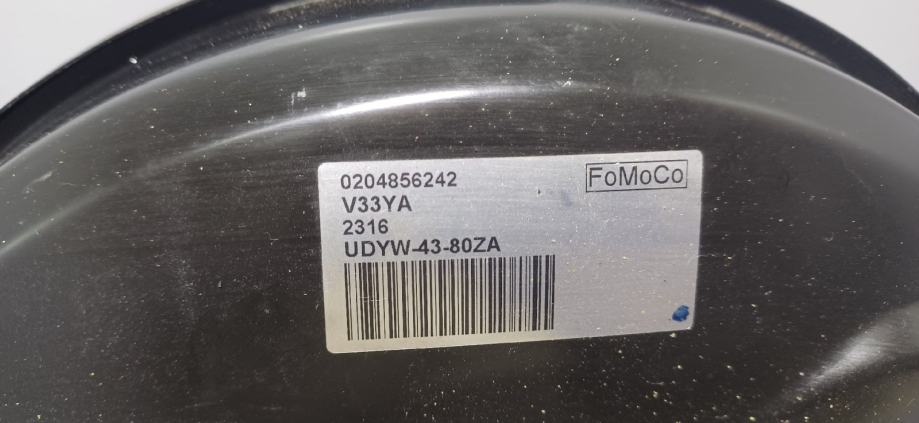 0204856242
FoMoCo
V33YA
2316
UDYW-43-80ZA